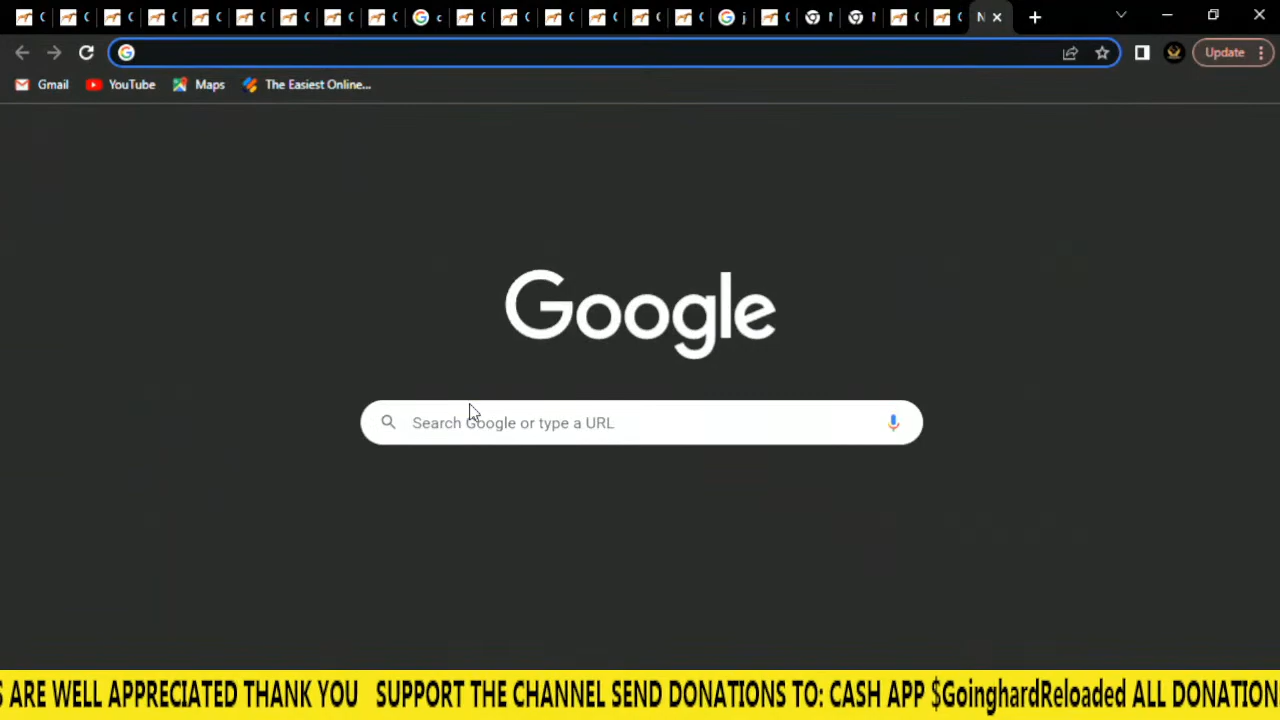 Update
Gmail YouTube Maps The Easiest Online...
Google
Search Google or type a URL
S ARE WELL APPRECIATED THANK YOU SUPPORT THE CHANNEL SEND DONATIONS TO: CASH APP $GoinghardReloaded ALL DONATION